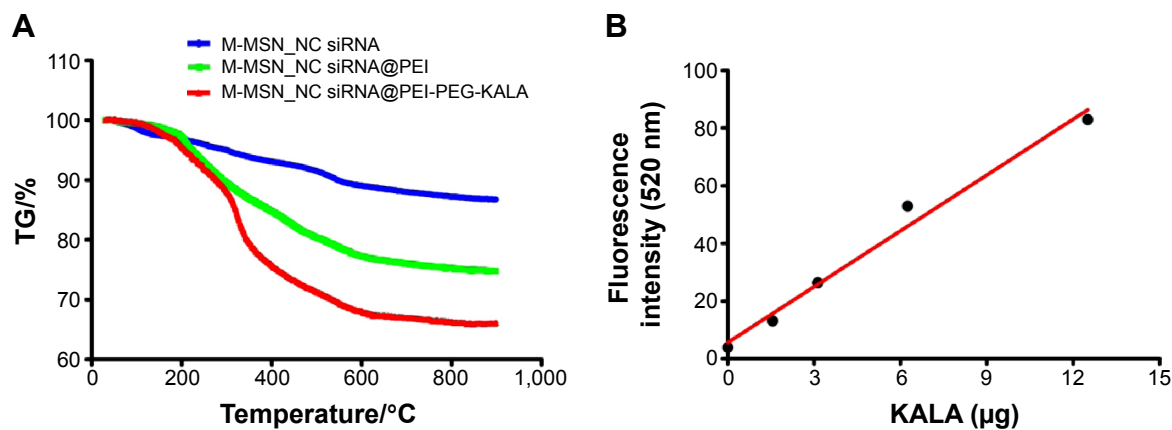 A
M-MSN_NC siRNA
M-MSN_NC siRNA@PEI
M-MSN_NC siRNA@PEI-PEG-KALA
110
100
90
80
70
60
TG/%
0
200
400
600
800
1,000
Temperature/°C
B
100
80
60
40
20
0
Fluorescence
intensity (520 nm)
0
3
6
9
12
15
KALA (µg)